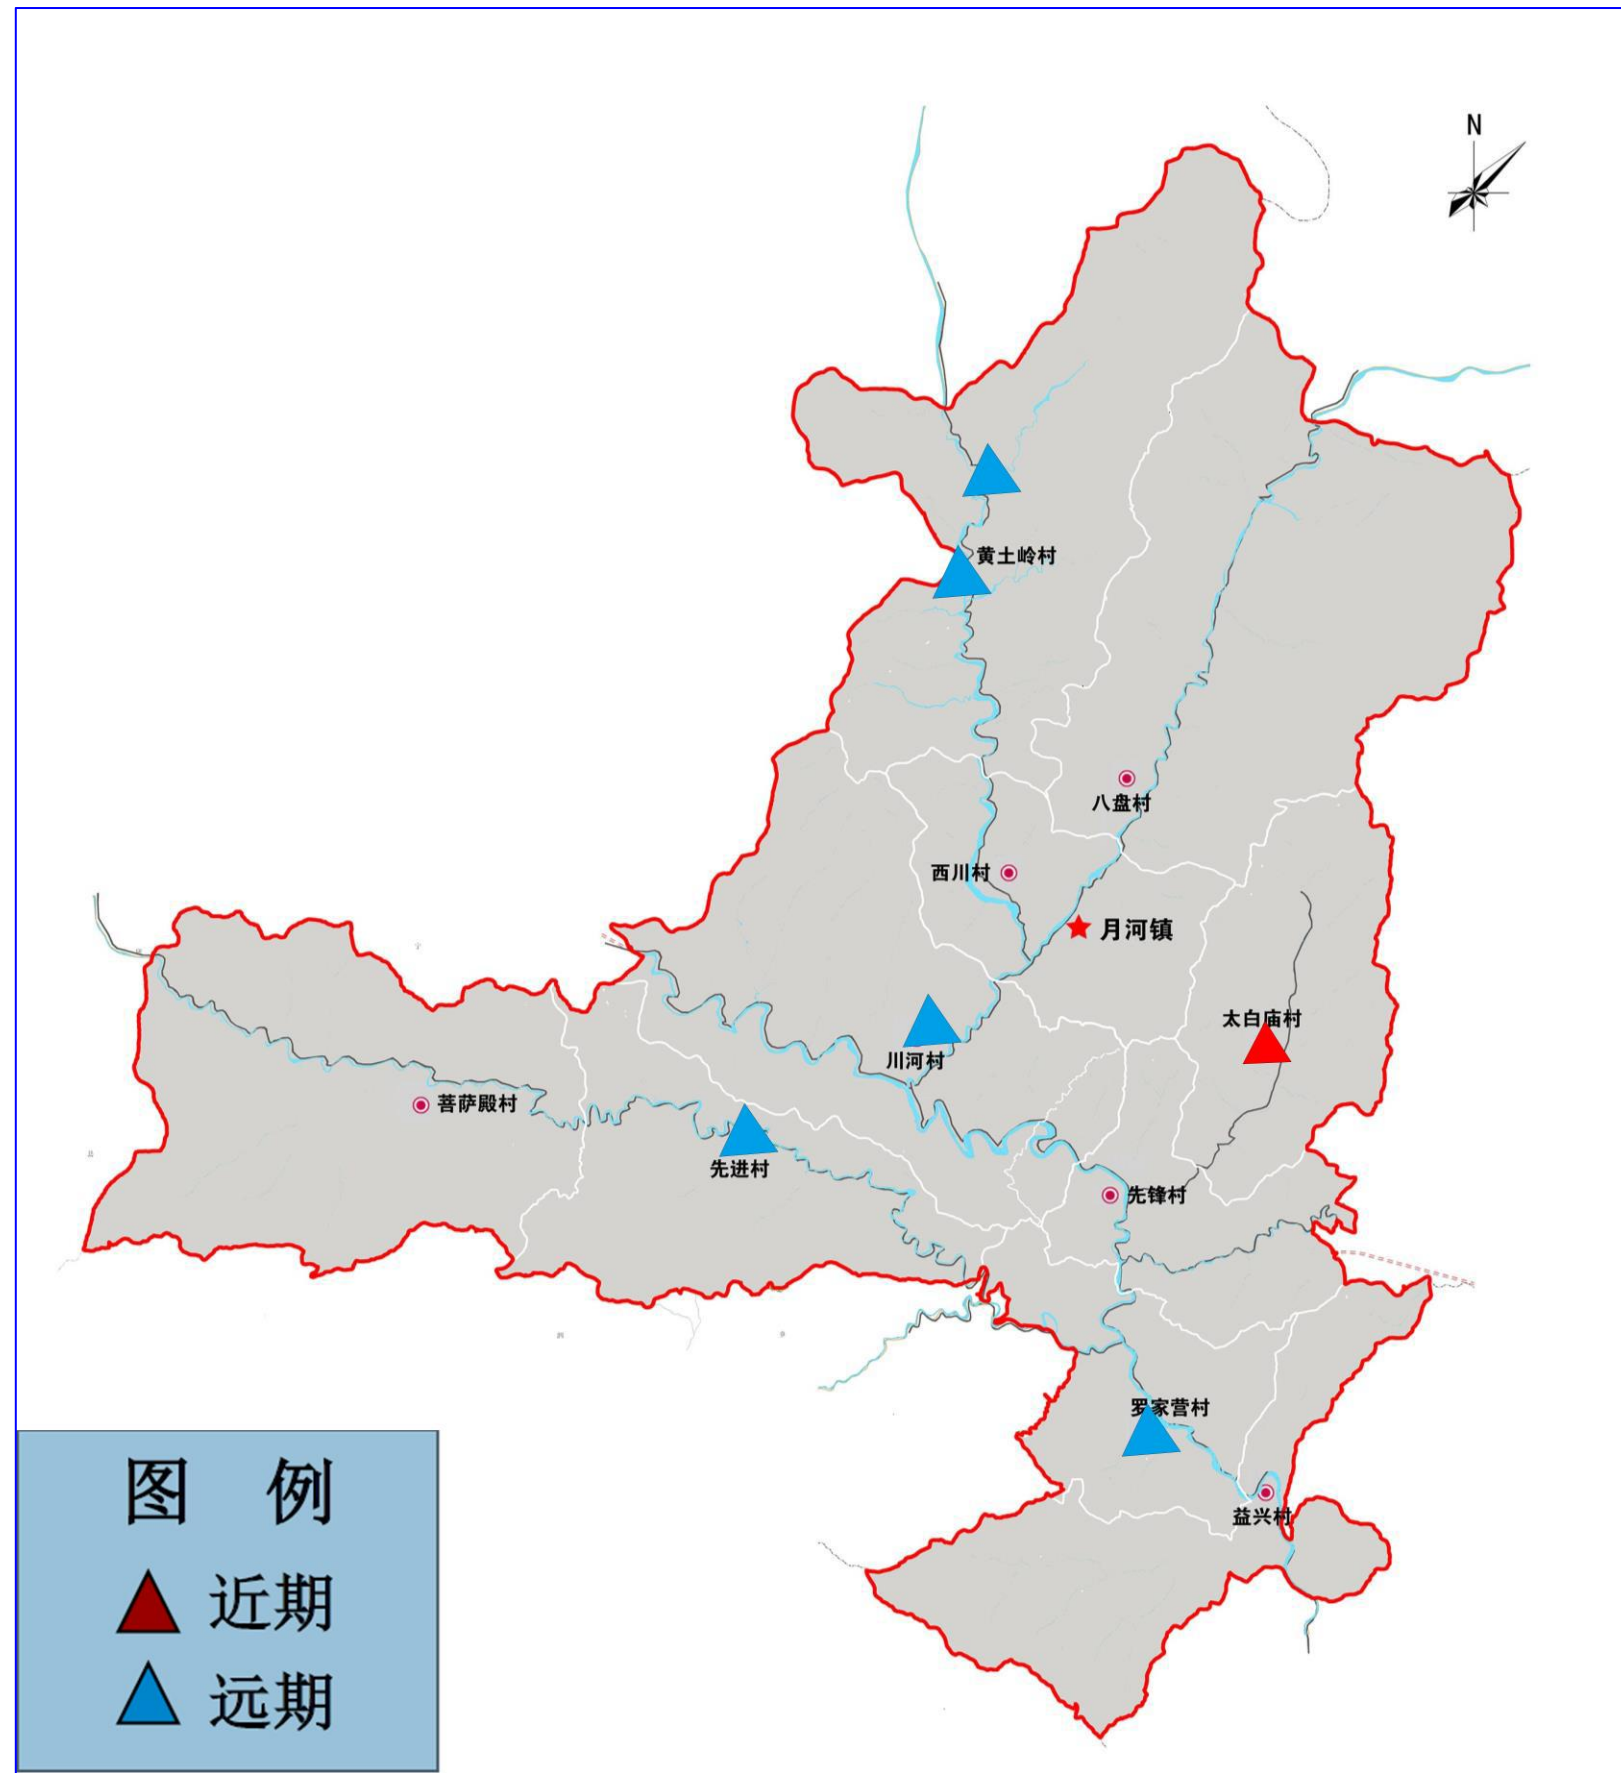 N
黄土岭村
八盘村
西川村
月河镇
太白庙村
川河村
菩萨殿村
先进村
先锋村
罗家营村
益兴村
图 例
近期
远期